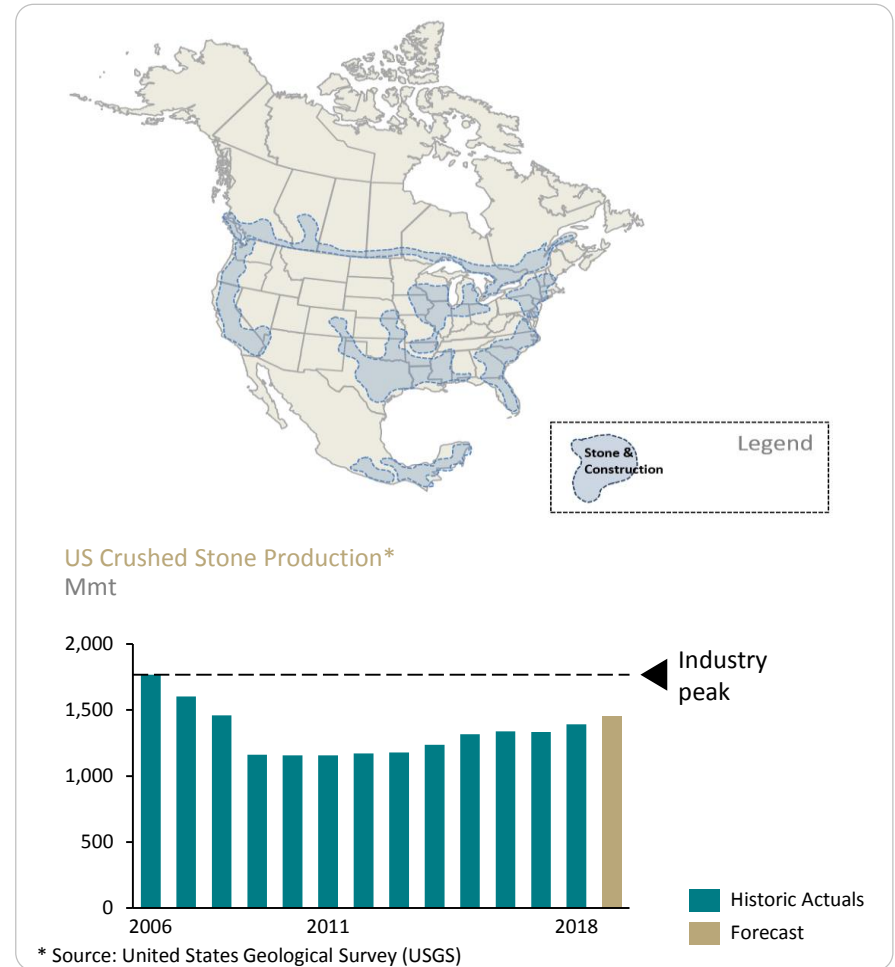 Legend
Stone &
Construction
US Crushed Stone Production*
Mmt
2,000
1,500
1,000
500
0
Industry
peak
2006
2011
2018
Historic Actuals
Forecast
* Source: United States Geological Survey (USGS)